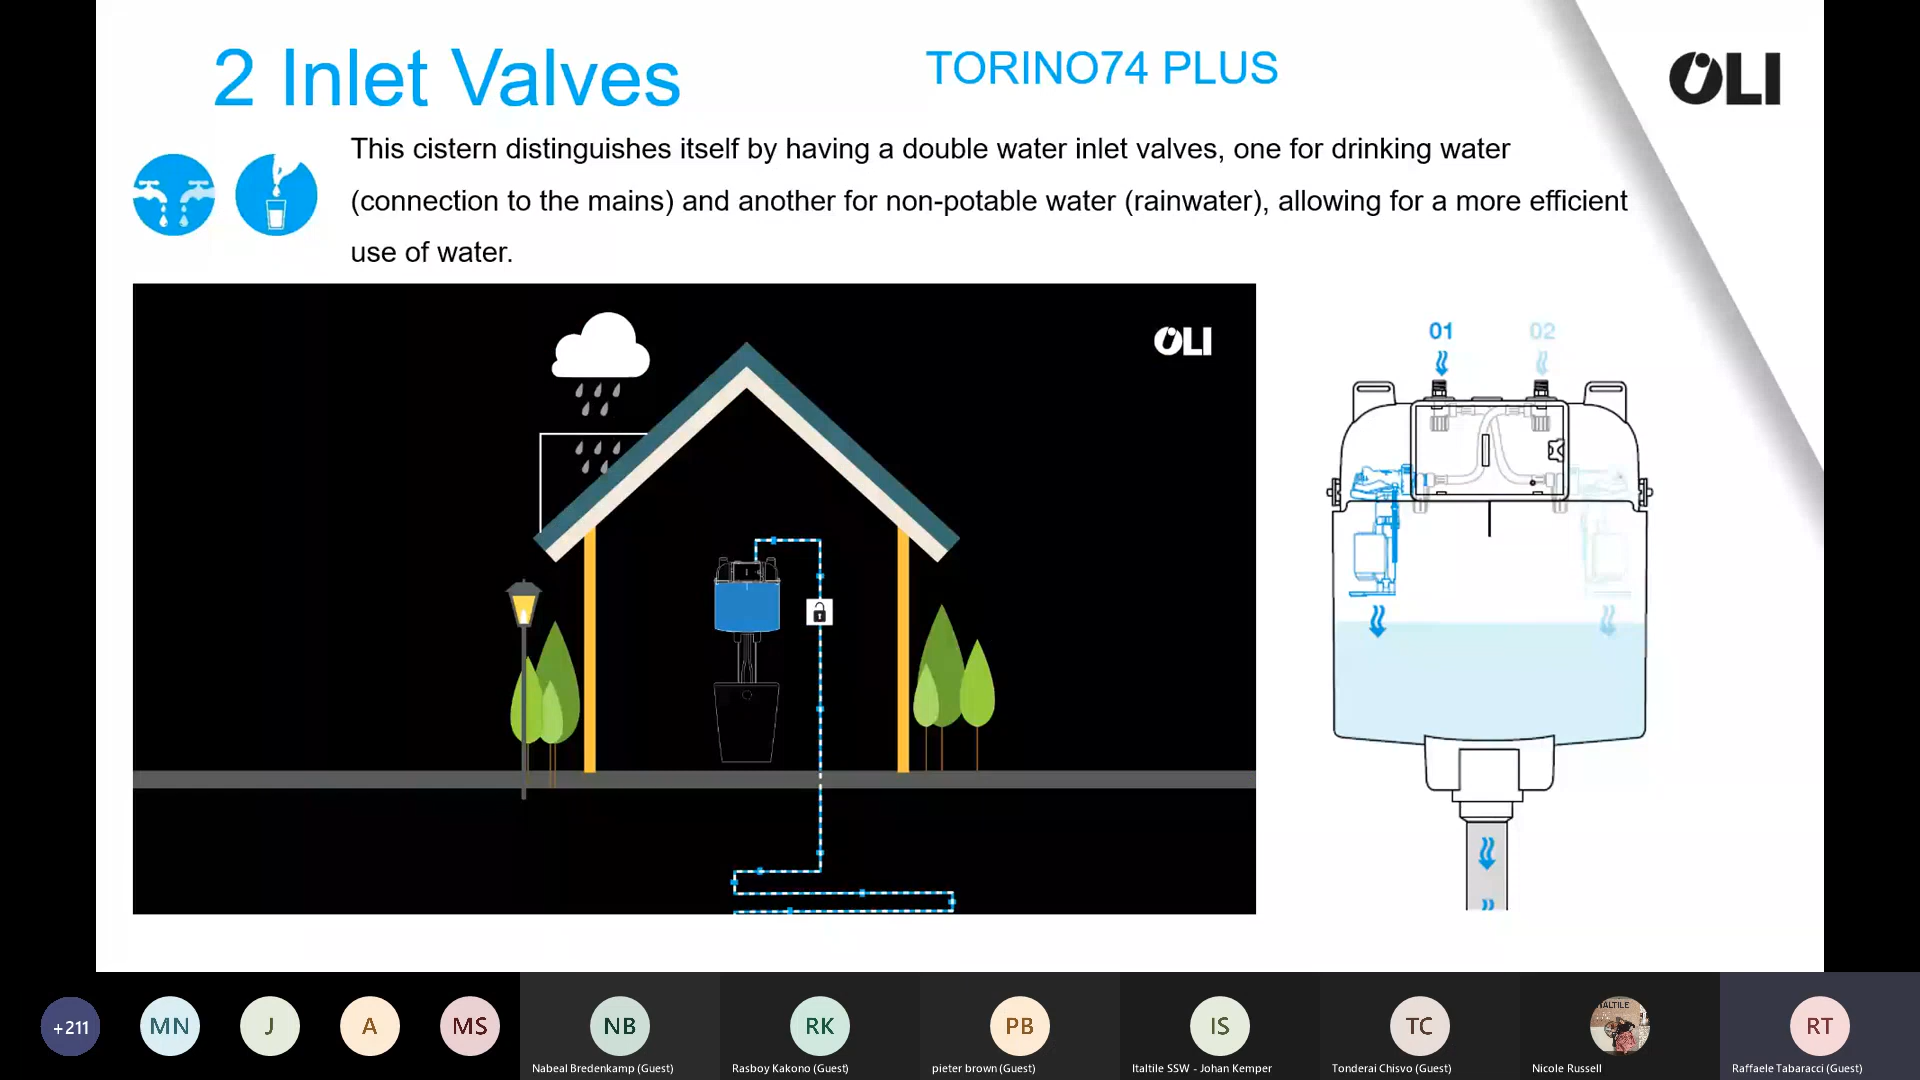 2 Inlet Valves
TORINO74 PLUS
OLI
This cistern distinguishes itself by having a double water inlet valves, one for drinking water
(connection to the mains) and another for non-potable water (rainwater), allowing for a more efficient
use of water.
OLI
01
02
+211
MN
J
A
MS
NB
RK
PB
IS
TC
ITALTILE
RT
Nabeal Bredenkamp (Guest)
Rasboy Kakono (Guest)
pieter brown (Guest)
Italtile SSW - Johan Kemper
Tonderai Chisvo (Guest)
Nicole Russell
Raffaele Tabaracci (Guest)